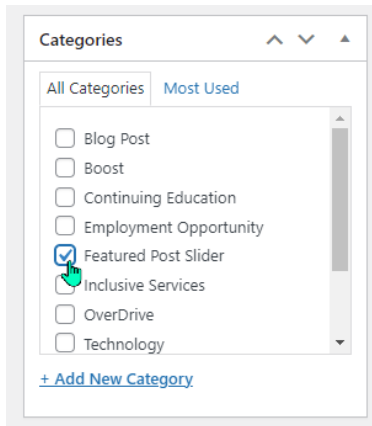 Categories
All Categories Most Used
Blog Post
Boost
Continuing Education
Employment Opportunity
Featured Post Slider
Inclusive Services
OverDrive
Technology
+ Add New Category